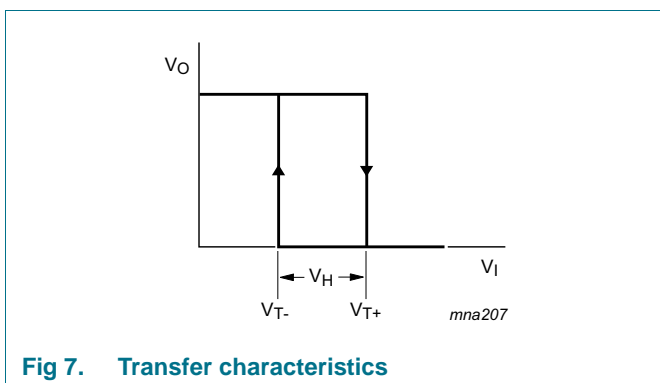 VO
VH
VI
VT-
VT+
mna207
Fig 7. Transfer characteristics